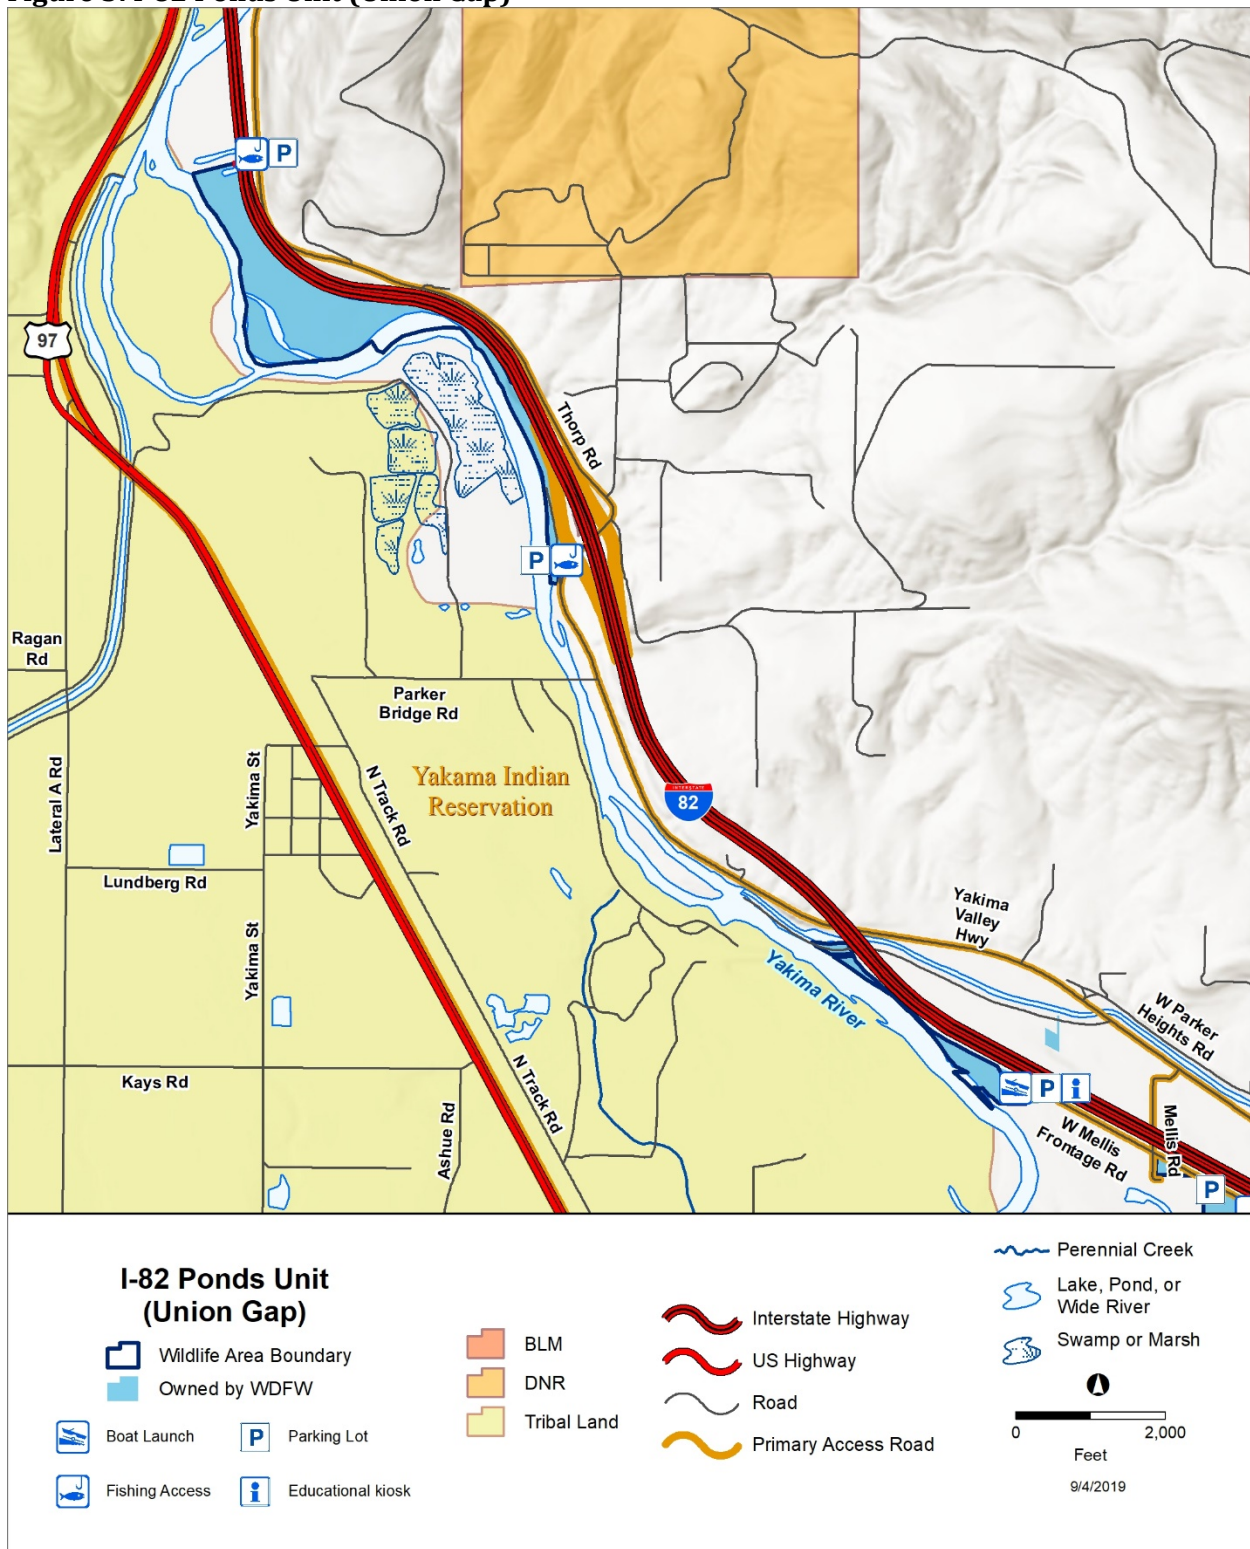 P
97
Thorp Rd
P
Ragan
Rd
Parker
Bridge Rd
Lateral A Rd
Yakima St
N Track Rd
Yakama Indian
Reservation
INTERSTATE
82
Lundberg Rd
Yakima
Valley
Hwy
Yakima St
Yakima River
W Parker
Heights Rd
Kays Rd
N Track Rd
Ashue Rd
P
i
W Mellis
Frontage Rd
Mellis Rd
P
I-82 Ponds Unit
(Union Gap)
Wildlife Area Boundary
Owned by WDFW
Boat Launch
P
Parking Lot
Fishing Access
i
Educational kiosk
BLM
DNR
Tribal Land
Interstate Highway
US Highway
Road
Primary Access Road
Perennial Creek
Lake, Pond, or
Wide River
Swamp or Marsh
0
2,000
Feet
9/4/2019